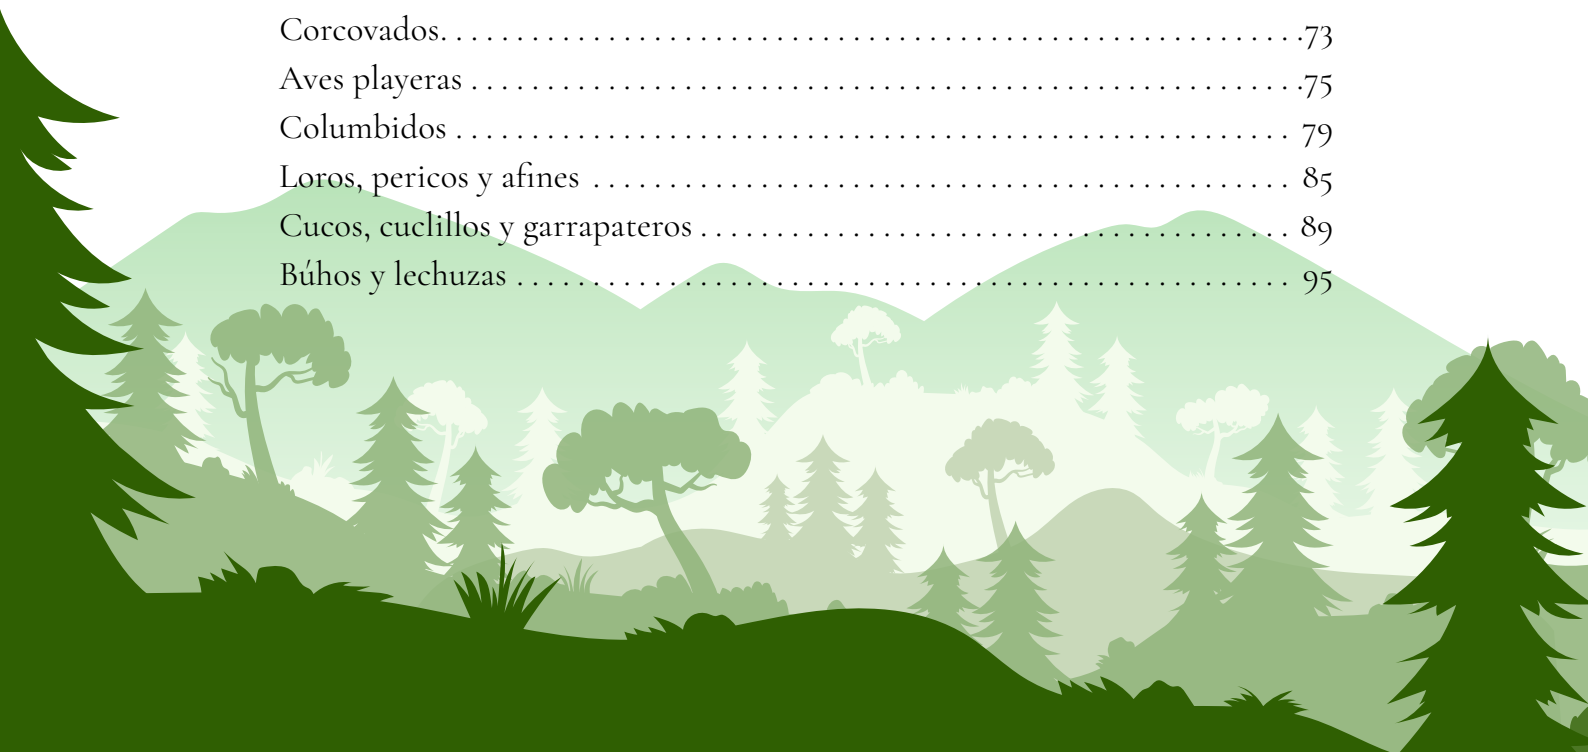 Corcovados. . . . . . . . . . . . . . . . . . . . . . . . . . . . . . . . . . . . . . . . . . . . . . . . . . . . . . . . .73
Aves playeras . . . . . . . . . . . . . . . . . . . . . . . . . . . . . . . . . . . . . . . . . . . . . . . . . . . . . . .75
Columbidos . . . . . . . . . . . . . . . . . . . . . . . . . . . . . . . . . . . . . . . . . . . . . . . . . . . . . . . 79
Loros, pericos y afines . . . . . . . . . . . . . . . . . . . . . . . . . . . . . . . . . . . . . . . . . . . . . . 85
Cucos, cuclillos y garrapateros . . . . . . . . . . . . . . . . . . . . . . . . . . . . . . . . . . . . . . . 89
Búhos y lechuzas . . . . . . . . . . . . . . . . . . . . . . . . . . . . . . . . . . . . . . . . . . . . . . . . . . . 95